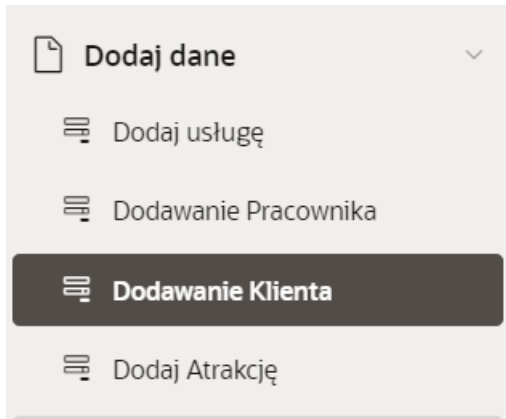 Dodaj dane
Dodaj usługę
Dodawanie Pracownika
Dodawanie Klienta
Dodaj Atrakcję